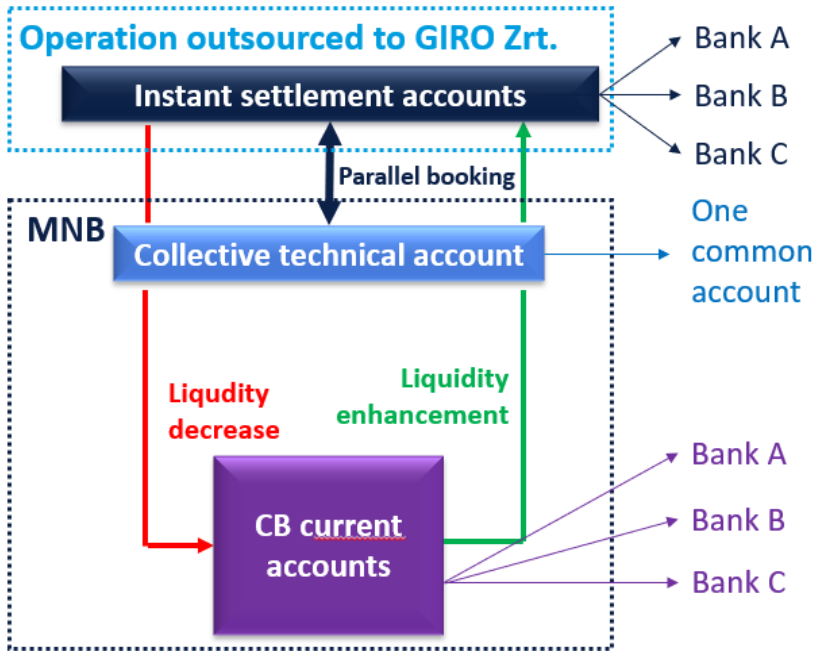 Operation outsourced to GIRO Zrt.
Instant settlement accounts
Bank A
Bank B
Bank C
Parallel booking
MNB
Collective technical account
One
common
account
Liqudity
decrease
Liquidity
enhancement
CB current
accounts
Bank A
Bank B
Bank C